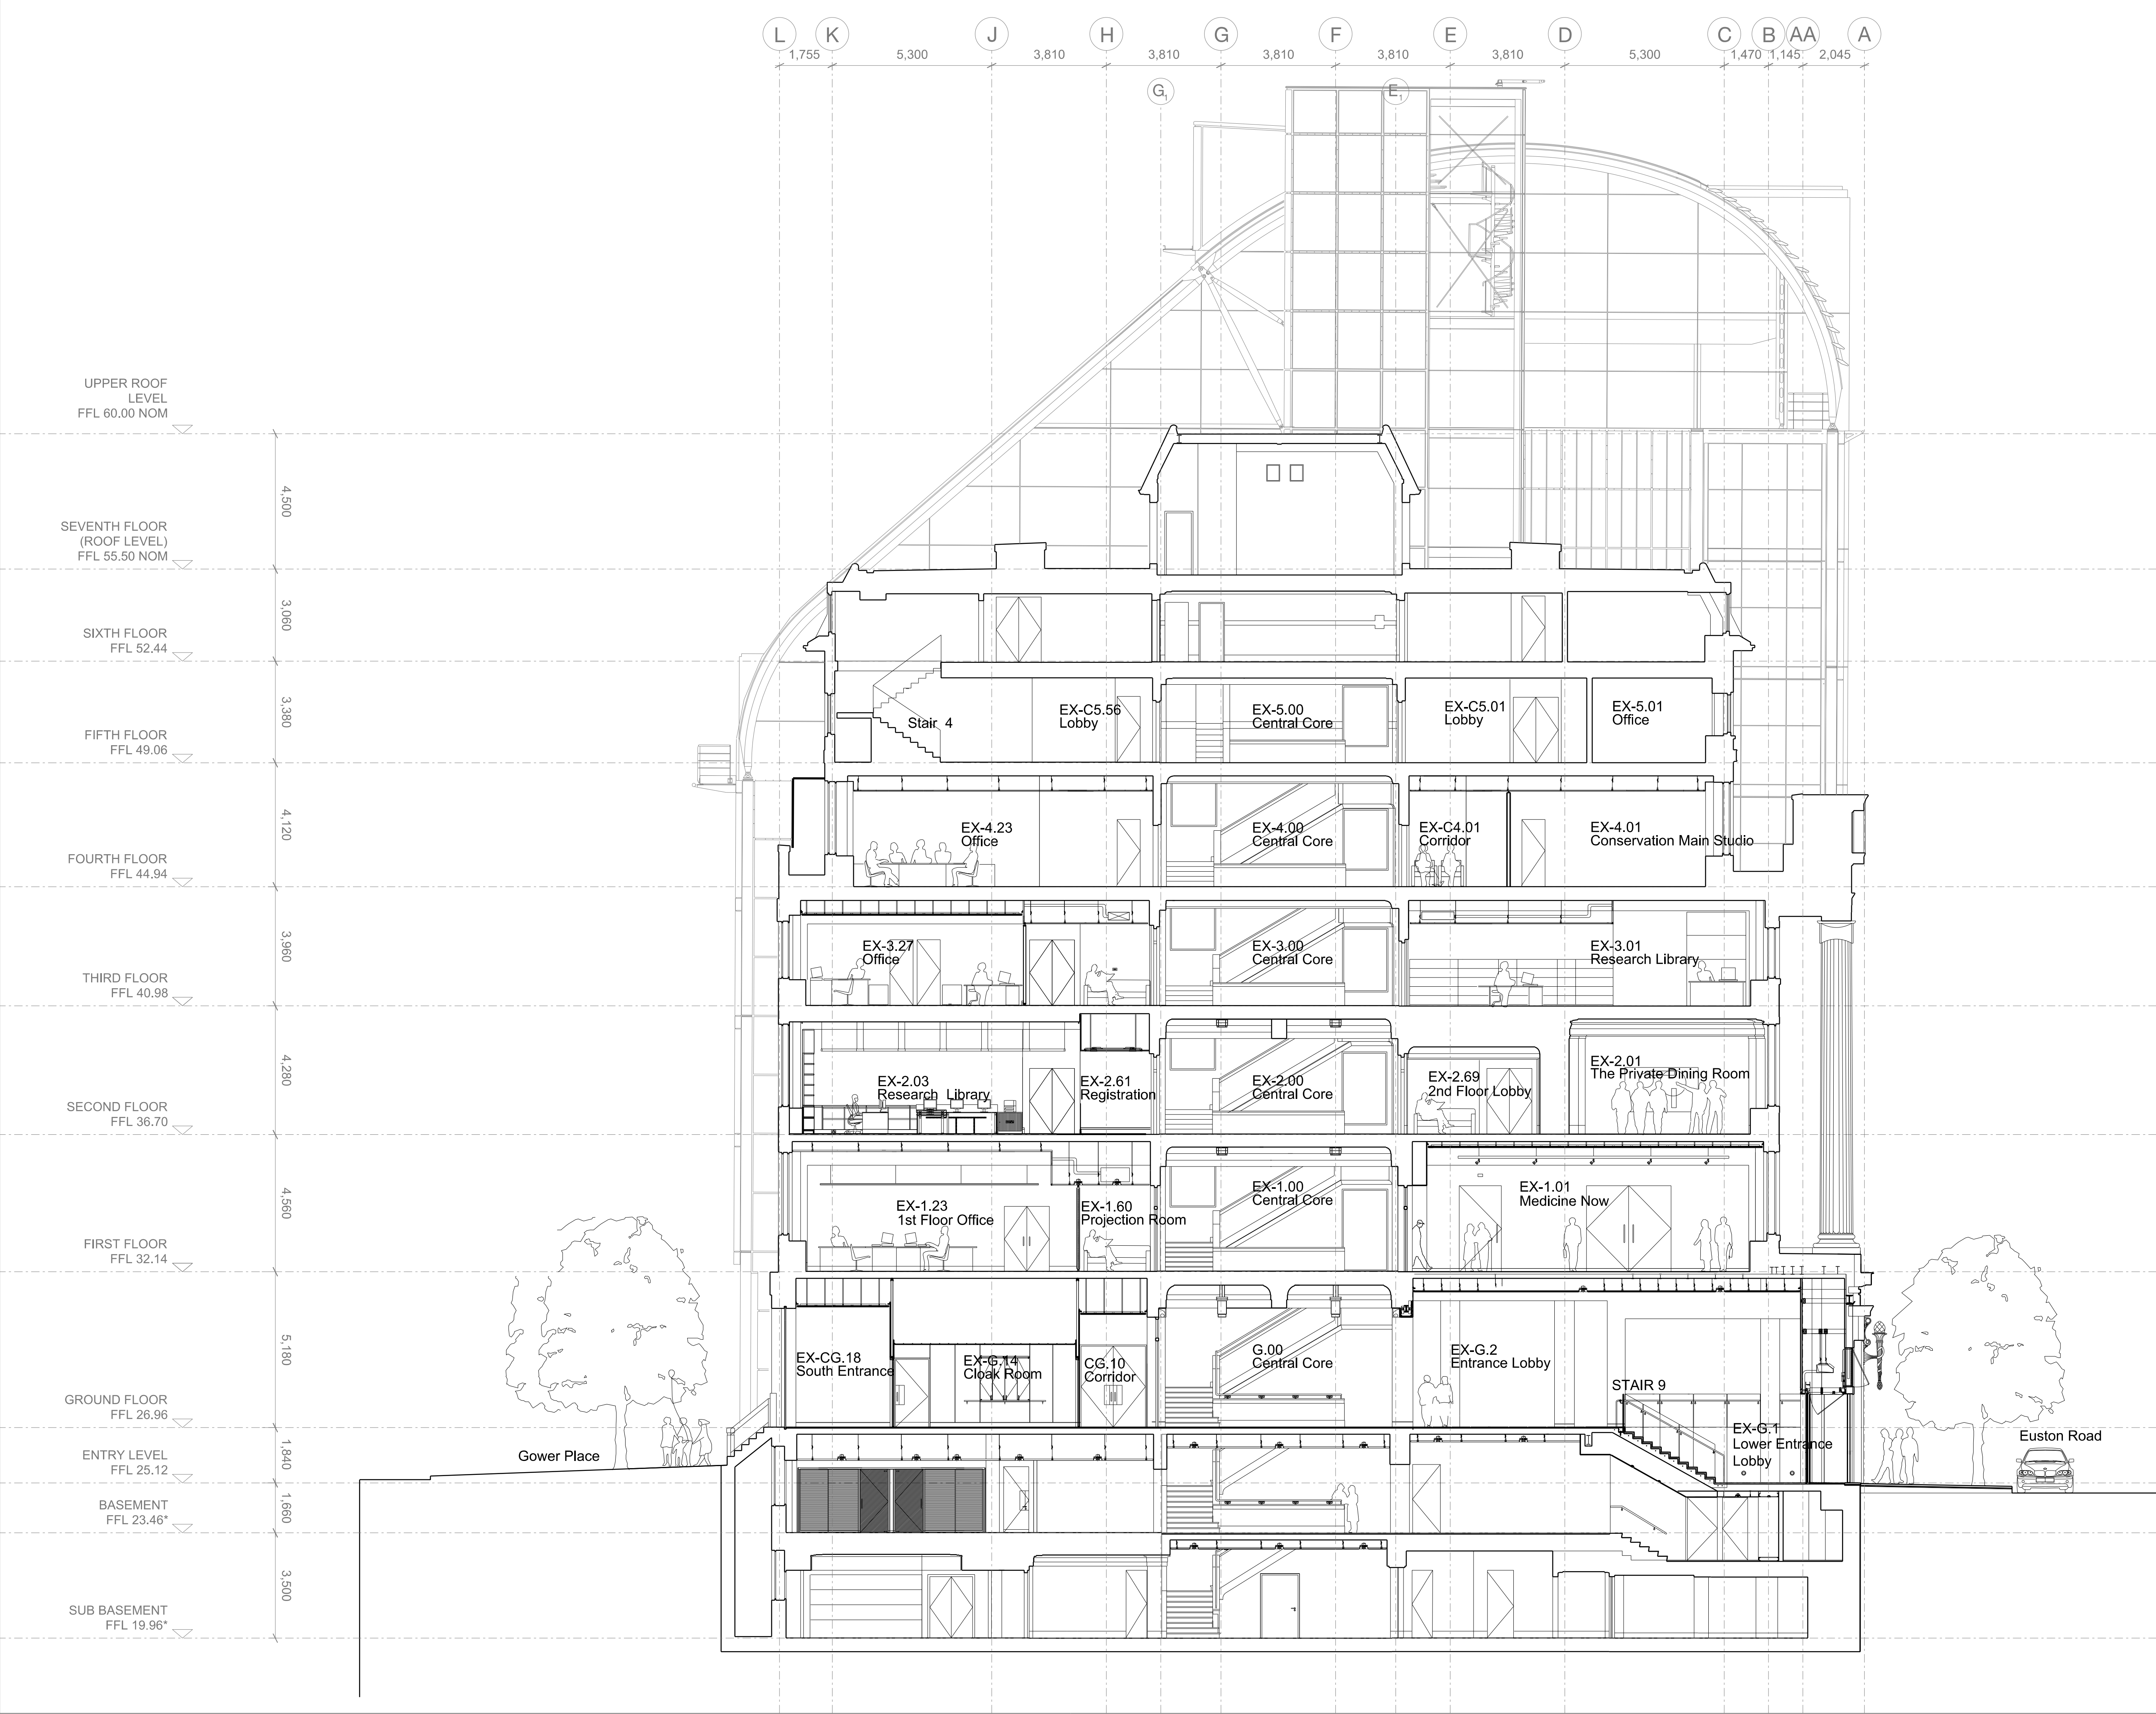 L K J H G F E D C B AA A
1,755 5,300 3,810 3,810 3,810 3,810 3,810 5,300 1,470 1,145 2,045
G1 E1
UPPER ROOF
LEVEL
FFL 60.00 NOM
4,500
SEVENTH FLOOR
(ROOF LEVEL)
FFL 55.50 NOM
3,060
SIXTH FLOOR
FFL 52.44
3,380
EX-C5.56
Lobby
EX-5.00
Central Core
EX-C5.01
Lobby
EX-5.01
Office
Stair 4
FIFTH FLOOR
FFL 49.06
4,120
EX-4.23
Office
EX-4.00
Central Core
EX-C4.01
Corridor
EX-4.01
Conservation Main Studio
FOURTH FLOOR
FFL 44.94
3,960
EX-3.27
Office
EX-3.00
Central Core
EX-3.01
Research Library
THIRD FLOOR
FFL 40.98
4,280
EX-2.03
Research Library
EX-2.61
Registration
EX-2.00
Central Core
EX-2.69
2nd Floor Lobby
EX-2.01
The Private Dining Room
SECOND FLOOR
FFL 36.70
4,560
EX-1.23
1st Floor Office
EX-1.60
Projection Room
EX-1.00
Central Core
EX-1.01
Medicine Now
FIRST FLOOR
FFL 32.14
5,180
EX-CG.18
South Entrance
EX-G.14
Cloak Room
CG.10
Corridor
G.00
Central Core
EX-G.2
Entrance Lobby
STAIR 9
GROUND FLOOR
FFL 26.96
1,840
EX-G.1
Lower Entrance
Lobby
Gower Place
Euston Road
ENTRY LEVEL
FFL 25.12
1,660
BASEMENT
FFL 23.46*
3,500
SUB BASEMENT
FFL 19.96*